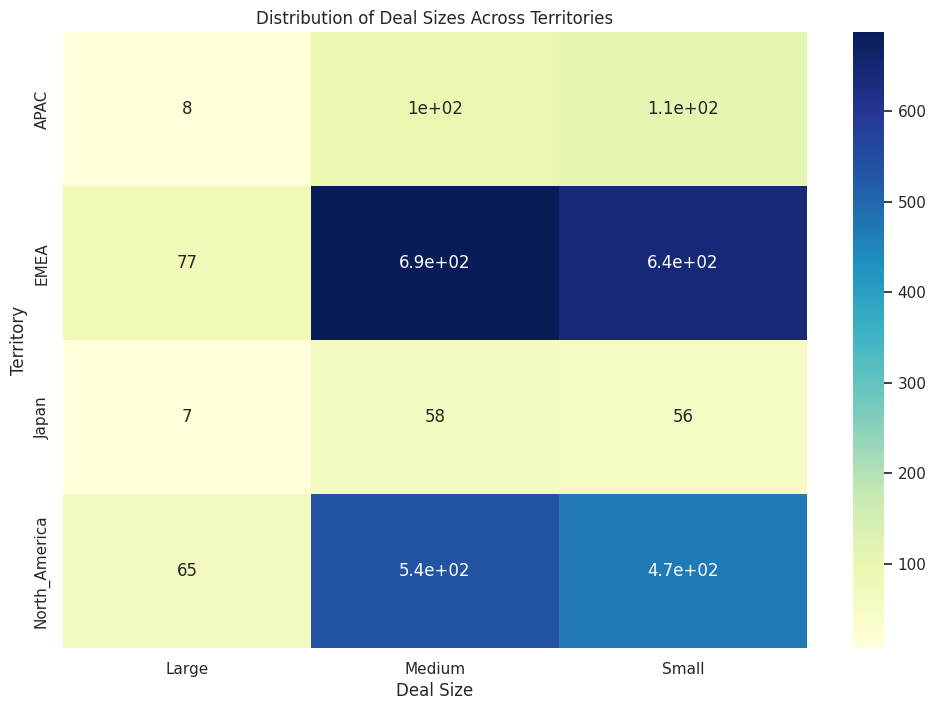 Distribution of Deal Sizes Across Territories
APAC
8
1e+02
1.1e+02
EMEA
77
6.9e+02
6.4e+02
Japan
7
58
56
North_America
65
5.4e+02
4.7e+02
Territory
Large
Medium
Small
Deal Size
600
500
400
300
200
100